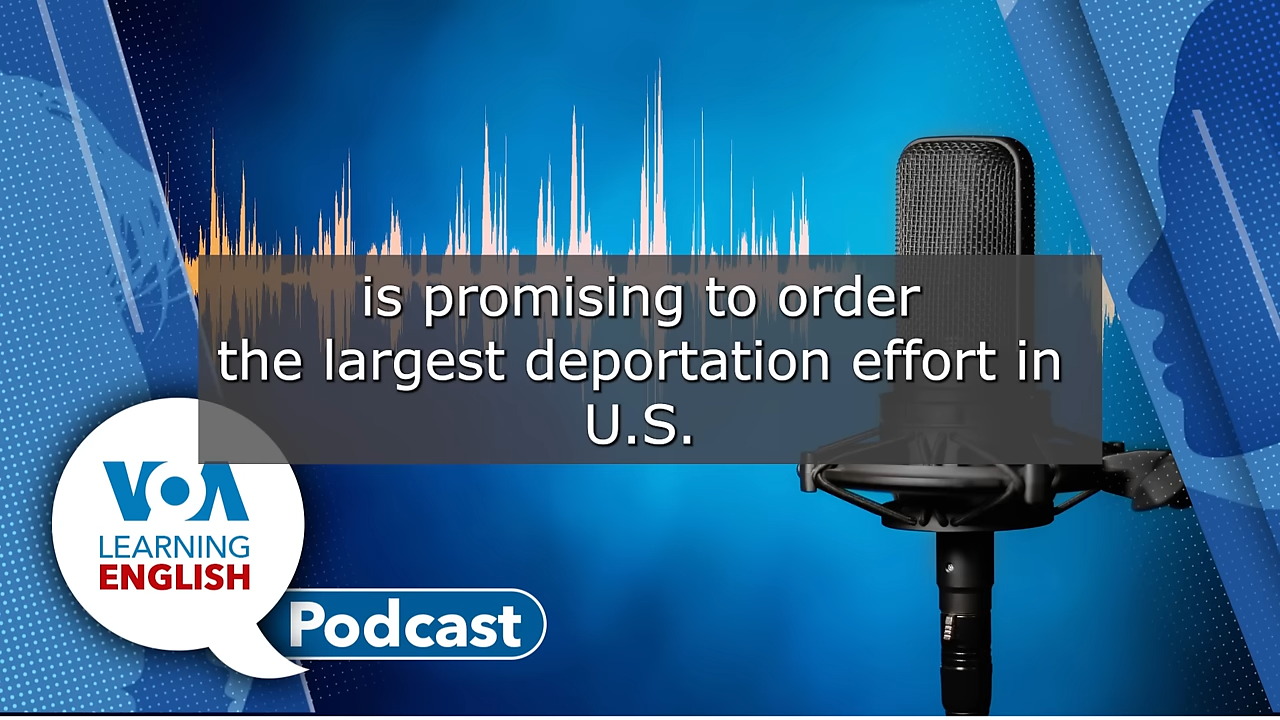 is promising to order
the largest deportation effort in
U.S.
VOA
LEARNING
ENGLISH
Podcast